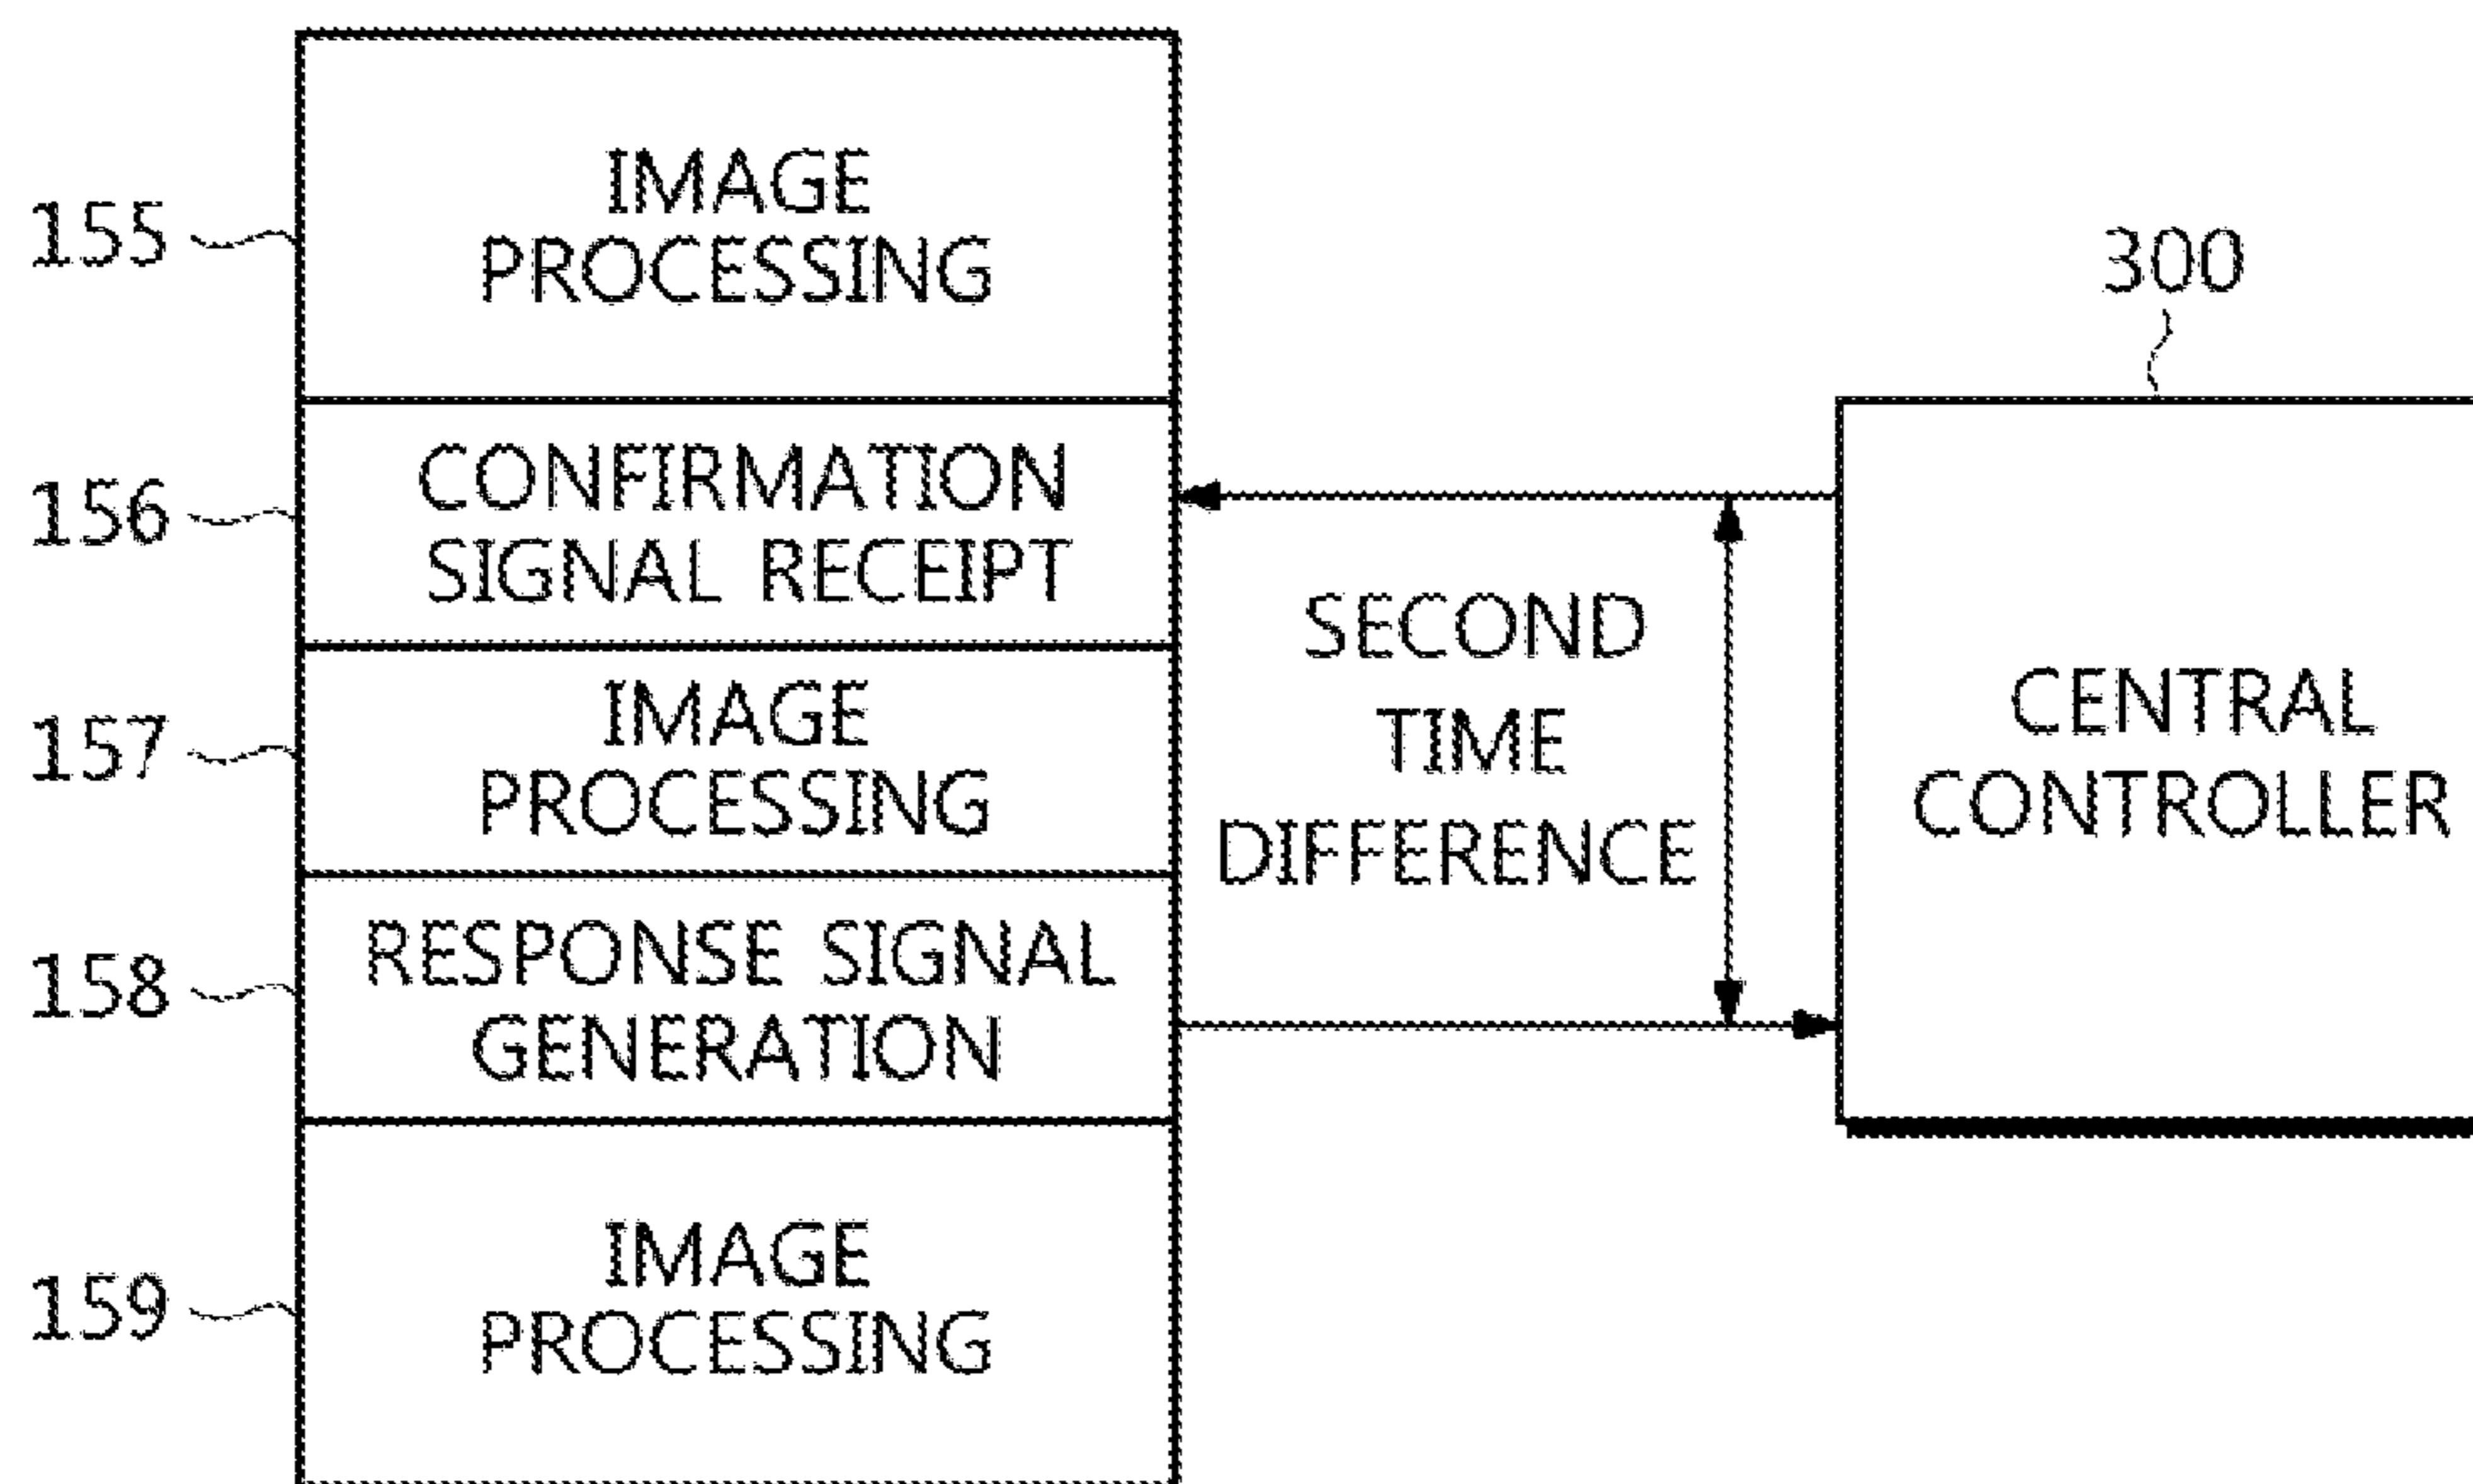 155
IMAGE
PROCESSING
300
156
CONFIRMATION
SIGNAL RECEIPT
157
IMAGE
PROCESSING
SECOND
TIME
DIFFERENCE
CENTRAL
CONTROLLER
158
RESPONSE SIGNAL
GENERATION
159
IMAGE
PROCESSING